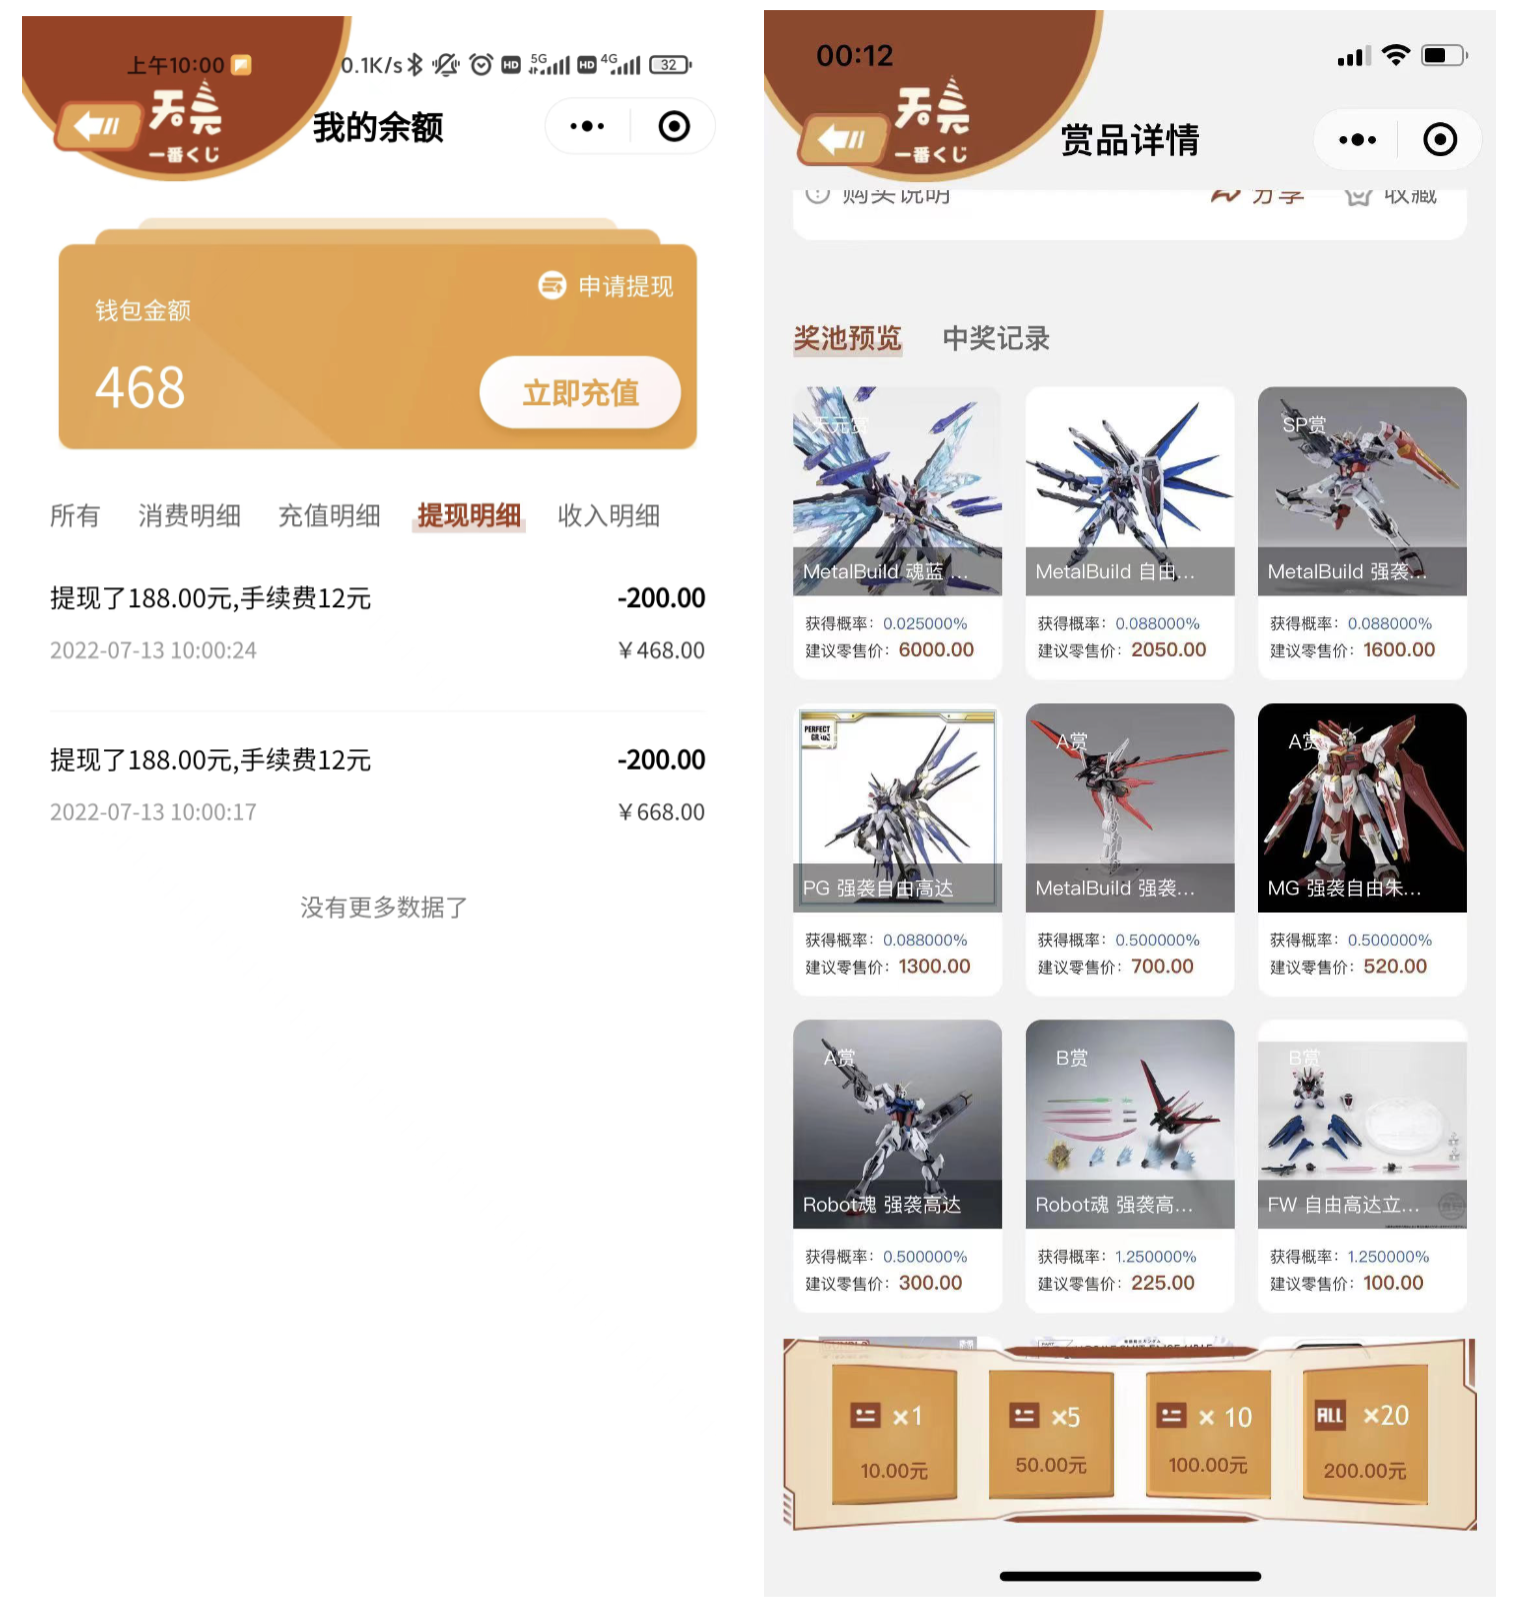 上午10:00
0.1K/s
HD
5G
HD
4G
32
天元
一番くじ
我的余额
申请提现
钱包金额
468
立即充值
所有
消费明细
充值明细
提现明细
收入明细
提现了188.00元,手续费12元
-200.00
2022-07-13 10:00:24
￥468.00
提现了188.00元,手续费12元
-200.00
2022-07-13 10:00:17
￥668.00
没有更多数据了
00:12
天元
一番くじ
赏品详情
购买说明
分享
收藏
奖池预览
中奖记录
天元赏
MetalBuild 魂蓝 ...
获得概率：0.025000%
建议零售价：6000.00
MetalBuild 自由...
获得概率：0.088000%
建议零售价：2050.00
SP赏
MetalBuild 强袭...
获得概率：0.088000%
建议零售价：1600.00
PERFECT
PG 强袭自由高达
获得概率：0.088000%
建议零售价：1300.00
A赏
MetalBuild 强袭...
获得概率：0.500000%
建议零售价：700.00
A赏
MG 强袭自由朱...
获得概率：0.500000%
建议零售价：520.00
A赏
Robot魂 强袭高达
获得概率：0.500000%
建议零售价：300.00
B赏
Robot魂 强袭高...
获得概率：1.250000%
建议零售价：225.00
B赏
FW 自由高达立...
获得概率：1.250000%
建议零售价：100.00
×1
10.00元
×5
50.00元
× 10
100.00元
ALL ×20
200.00元